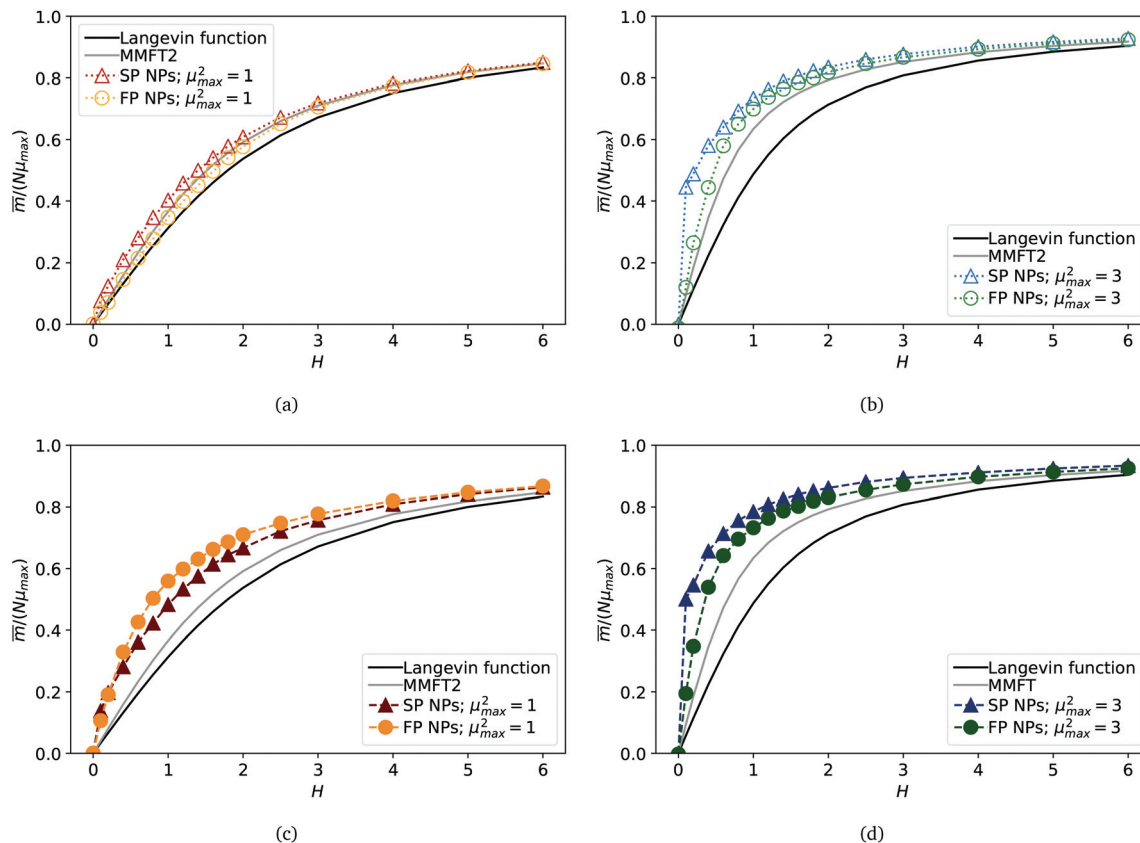 1.0
0.8
0.6
0.4
0.2
0.0
m̅/(Nμmax)
Langevin function
MMFT2
SP NPs; μ²max = 1
FP NPs; μ²max = 1
0 1 2 3 4 5 6
H
(a)
1.0
0.8
0.6
0.4
0.2
0.0
m̅/(Nμmax)
Langevin function
MMFT2
SP NPs; μ²max = 3
FP NPs; μ²max = 3
0 1 2 3 4 5 6
H
(b)
1.0
0.8
0.6
0.4
0.2
0.0
m̅/(Nμmax)
Langevin function
MMFT2
SP NPs; μ²max = 1
FP NPs; μ²max = 1
0 1 2 3 4 5 6
H
(c)
1.0
0.8
0.6
0.4
0.2
0.0
m̅/(Nμmax)
Langevin function
MMFT
SP NPs; μ²max = 3
FP NPs; μ²max = 3
0 1 2 3 4 5 6
H
(d)